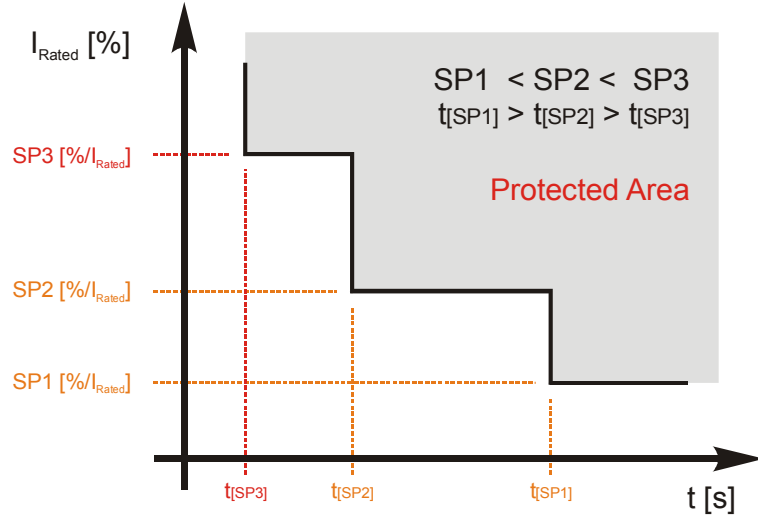 I_Rated [%]
SP1 < SP2 < SP3
t[SP1] > t[SP2] > t[SP3]
SP3 [%/I_Rated]
Protected Area
SP2 [%/I_Rated]
SP1 [%/I_Rated]
t[SP3] t[SP2] t[SP1]
t [s]